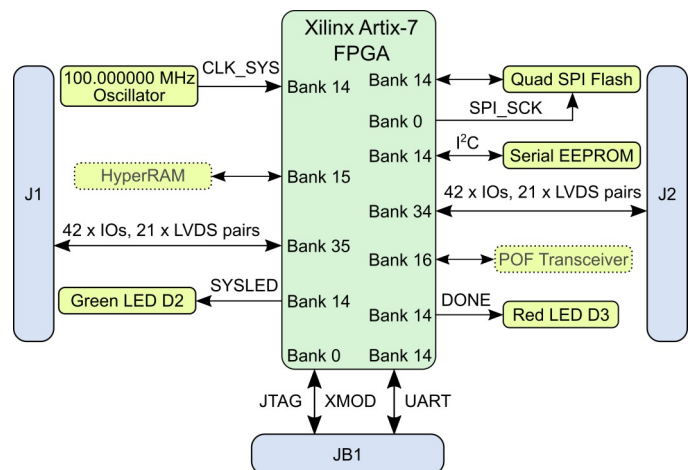 Xilinx Artix-7
FPGA
J1
100.000000 MHz
Oscillator
CLK_SYS
Bank 14
HyperRAM
Bank 15
42 x IOs, 21 x LVDS pairs
Bank 35
Green LED D2
SYSLED
Bank 14
Bank 0
Bank 14
Quad SPI Flash
Bank 0
SPI_SCK
Bank 14
I²C
Serial EEPROM
42 x IOs, 21 x LVDS pairs
Bank 34
J2
Bank 16
POF Transceiver
Bank 14
DONE
Red LED D3
Bank 14
JTAG
XMOD
UART
JB1